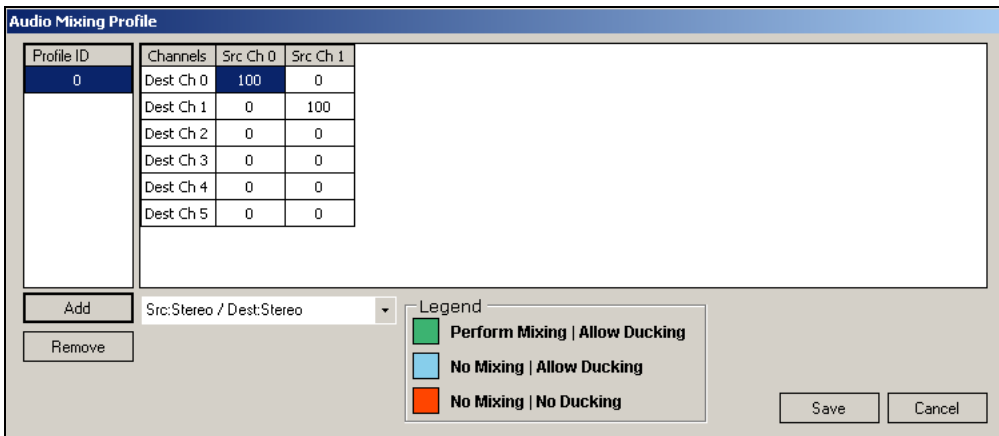 Audio Mixing Profile
Profile ID
0
Channels Src Ch 0 Src Ch 1
Dest Ch 0 100 0
Dest Ch 1 0 100
Dest Ch 2 0 0
Dest Ch 3 0 0
Dest Ch 4 0 0
Dest Ch 5 0 0
Add
Remove
Src:Stereo / Dest:Stereo
Legend
Perform Mixing | Allow Ducking
No Mixing | Allow Ducking
No Mixing | No Ducking
Save Cancel